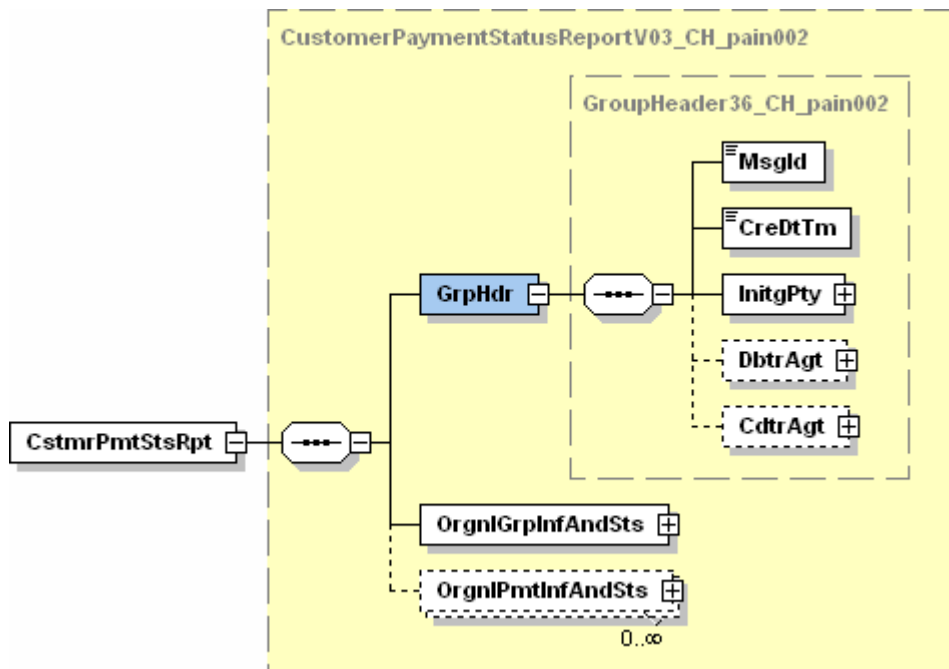 CustomerPaymentStatusReportV03_CH_pain002
GroupHeader36_CH_pain002
MsgId
CreDtTm
GrpHdr
InitgPty
DbtrAgt
CdtrAgt
CstmrPmtStsRpt
OrgnlGrpInfAndSts
OrgnlPmtInfAndSts
0..∞